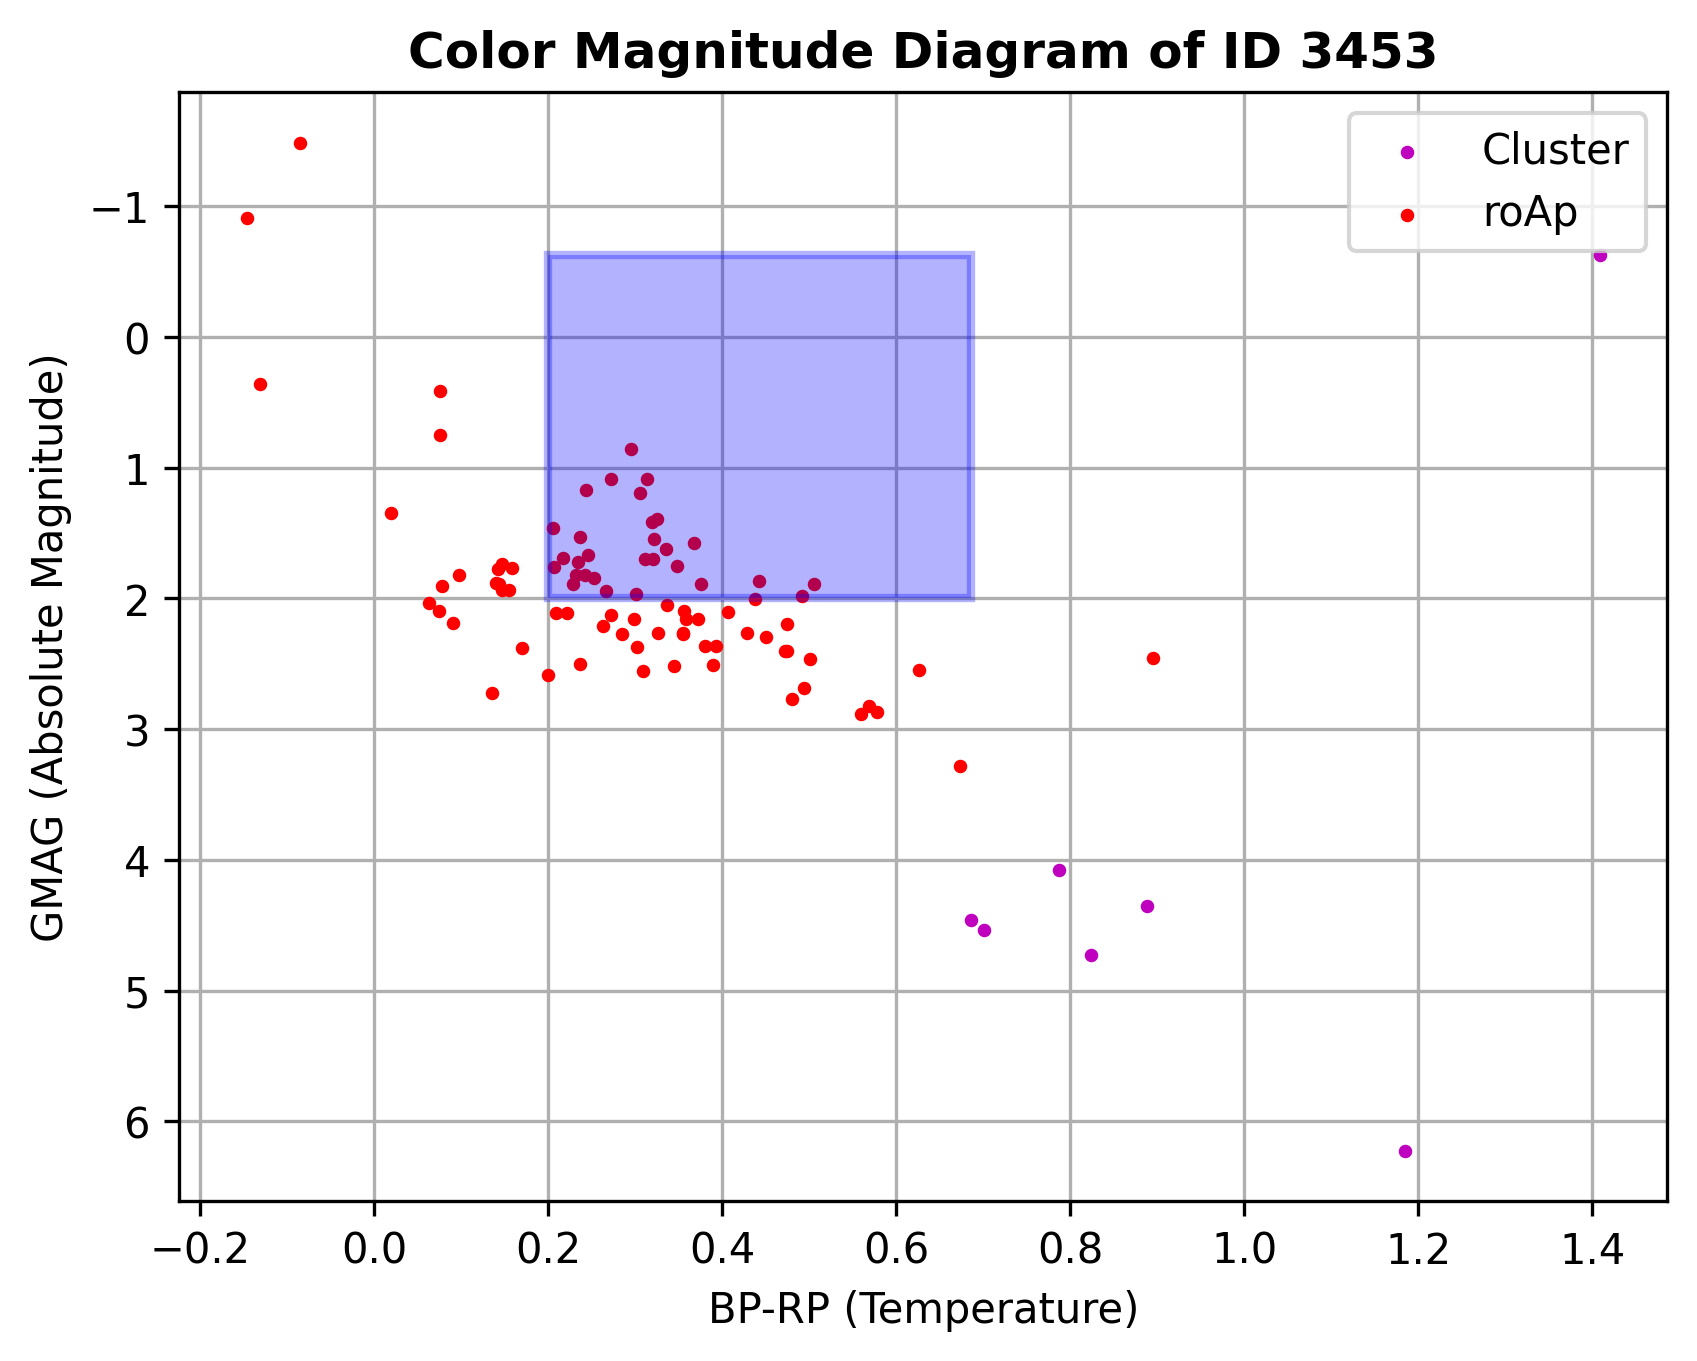 Color Magnitude Diagram of ID 3453
Cluster
roAp
GMAG (Absolute Magnitude)
−1
0
1
2
3
4
5
6
−0.2 0.0 0.2 0.4 0.6 0.8 1.0 1.2 1.4
BP-RP (Temperature)